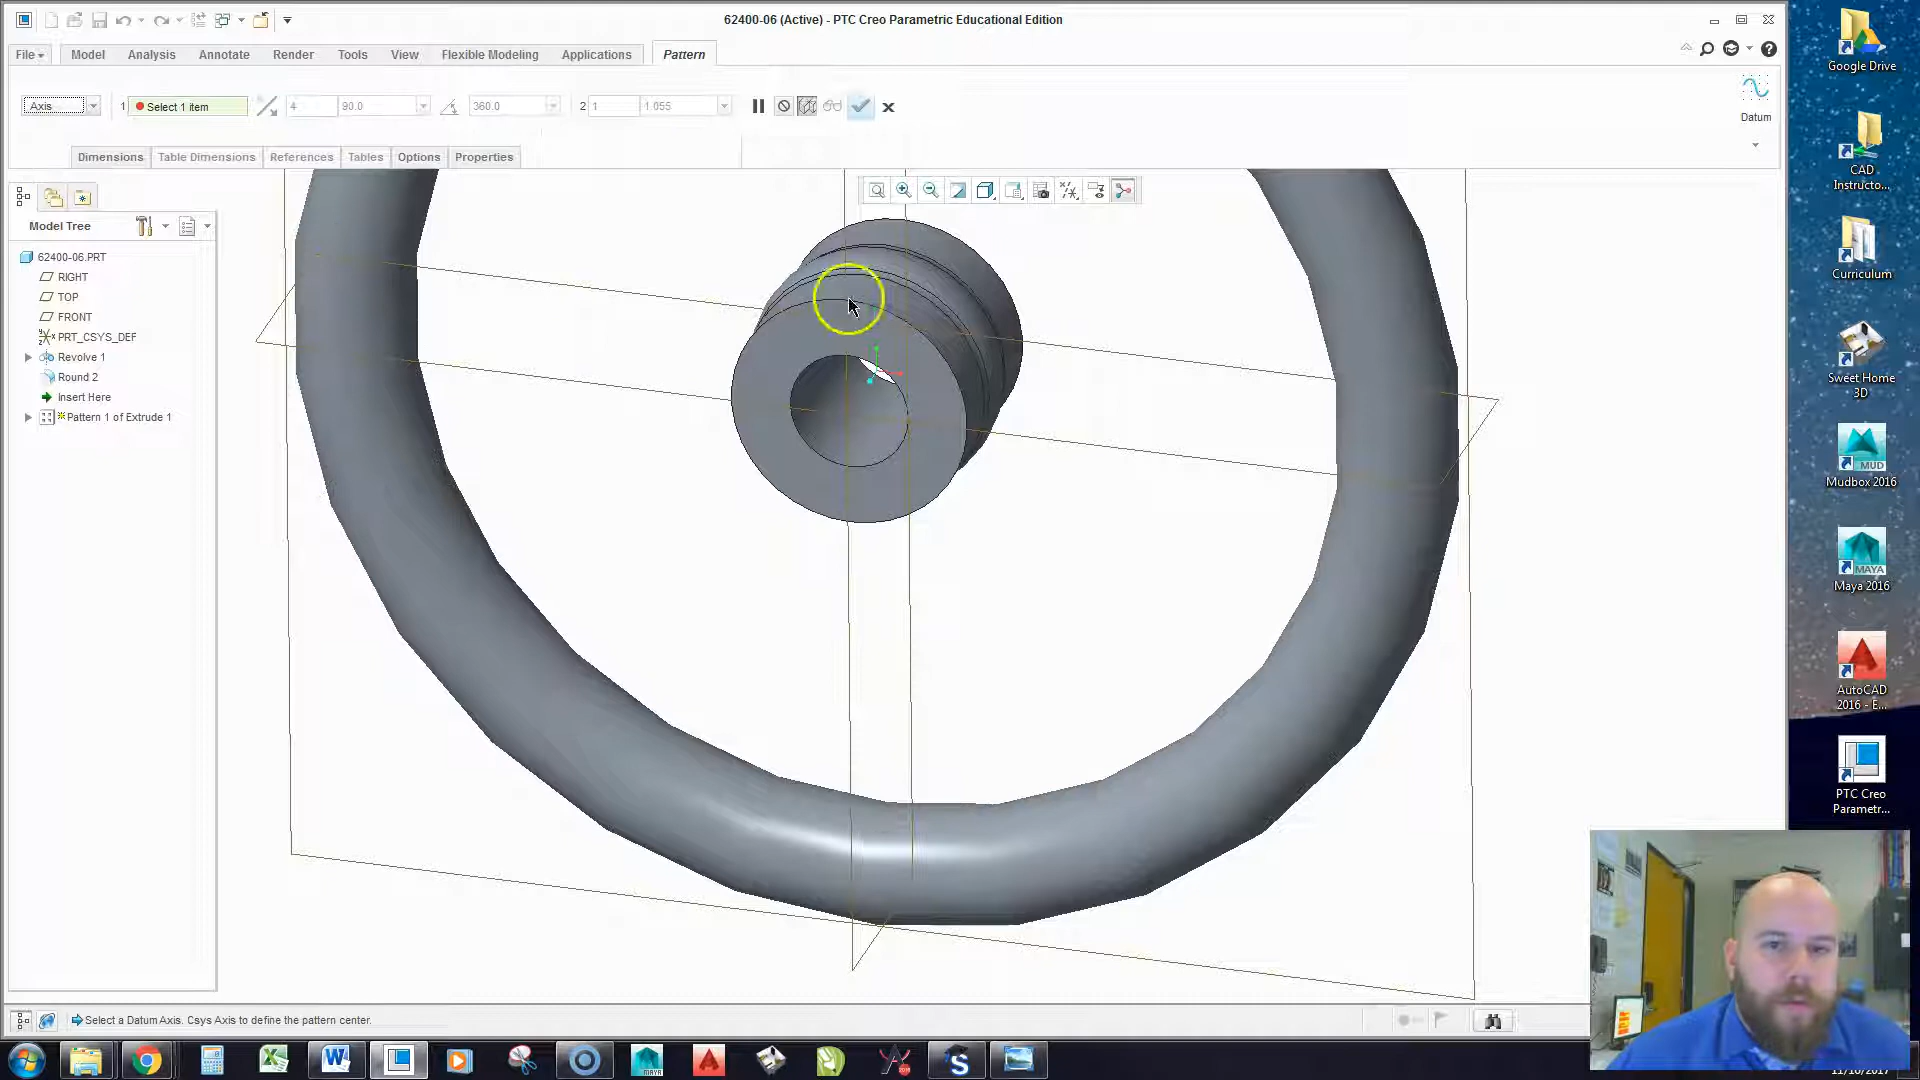 62400-06 (Active) - PTC Creo Parametric Educational Edition
File Model Analysis Annotate Render Tools View Flexible Modeling Applications Pattern
Axis 1 Select 1 item 4 90.0 360.0 2 1 1.055
Datum
Dimensions Table Dimensions References Tables Options Properties
Model Tree
62400-06.PRT
RIGHT
TOP
FRONT
PRT_CSYS_DEF
Revolve 1
Round 2
Insert Here
Pattern 1 of Extrude 1
Select a Datum Axis. Csys Axis to define the pattern center.
Google Drive
CAD
Instructo...
Curriculum
Sweet Home
3D
MUD
Mudbox 2016
MAYA
Maya 2016
AutoCAD
2016 - E...
PTC Creo
Parametr...
MAYA